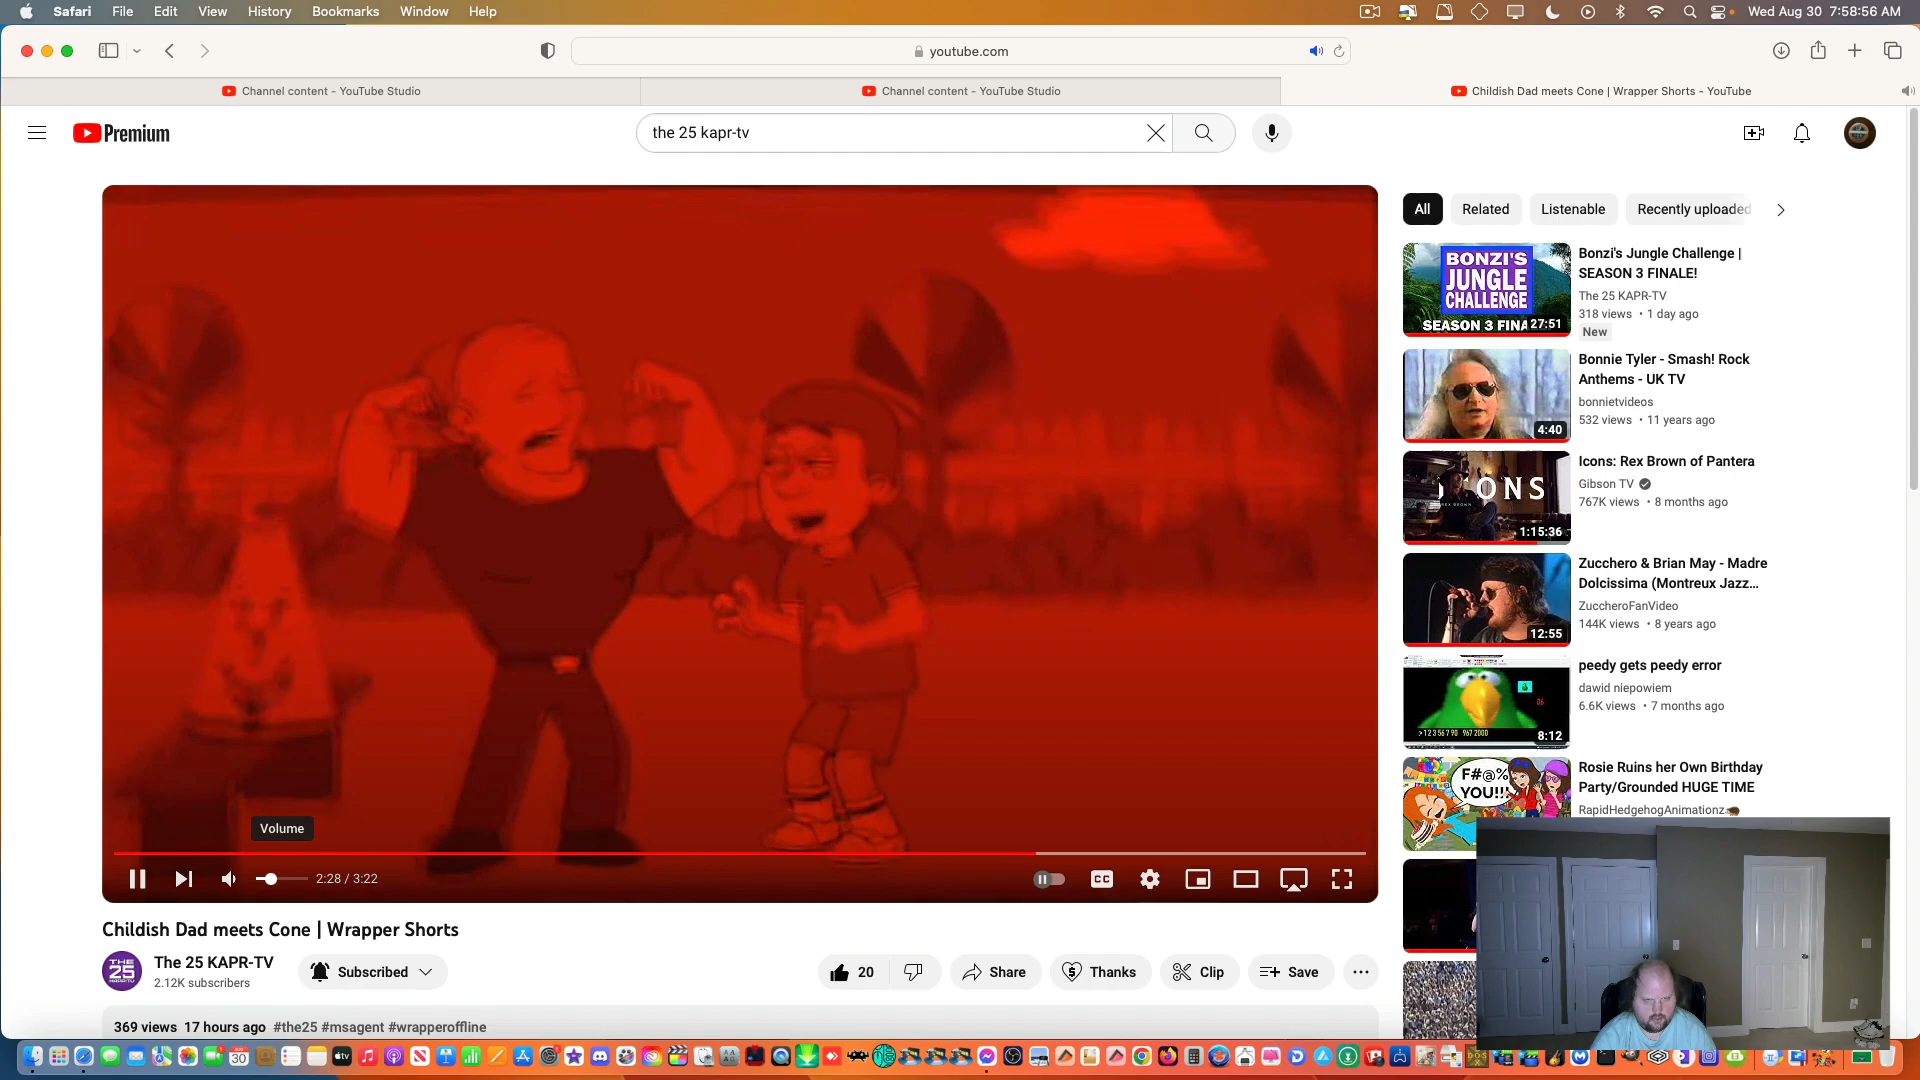 Safari File Edit View History Bookmarks Window Help
Wed Aug 30 7:58:56 AM
youtube.com
Channel content - YouTube Studio
Channel content - YouTube Studio
Childish Dad meets Cone | Wrapper Shorts - YouTube
Premium
the 25 kapr-tv
All
Related
Listenable
Recently uploaded
BONZI'S
JUNGLE
CHALLENGE
SEASON 3 FINA
27:51
Bonzi's Jungle Challenge |
SEASON 3 FINALE!
The 25 KAPR-TV
318 views • 1 day ago
New
4:40
Bonnie Tyler - Smash! Rock
Anthems - UK TV
bonnietvideos
532 views • 11 years ago
ONS
1:15:36
Icons: Rex Brown of Pantera
Gibson TV
767K views • 8 months ago
12:55
Zucchero & Brian May - Madre
Dolcissima (Montreux Jazz...
ZuccheroFanVideo
144K views • 8 years ago
8:12
peedy gets peedy error
dawid niepowiem
6.6K views • 7 months ago
F#@%
YOU!!!
Rosie Ruins her Own Birthday
Party/Grounded HUGE TIME
RapidHedgehogAnimationz
Volume
2:28 / 3:22
CC
Childish Dad meets Cone | Wrapper Shorts
THE
25
The 25 KAPR-TV
2.12K subscribers
Subscribed
20
Share
Thanks
Clip
Save
369 views 17 hours ago #the25 #msagent #wrapperoffline
AUG
30
tv